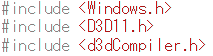 #include <Windows.h>
#include <D3D11.h>
#include <d3dCompiler.h>